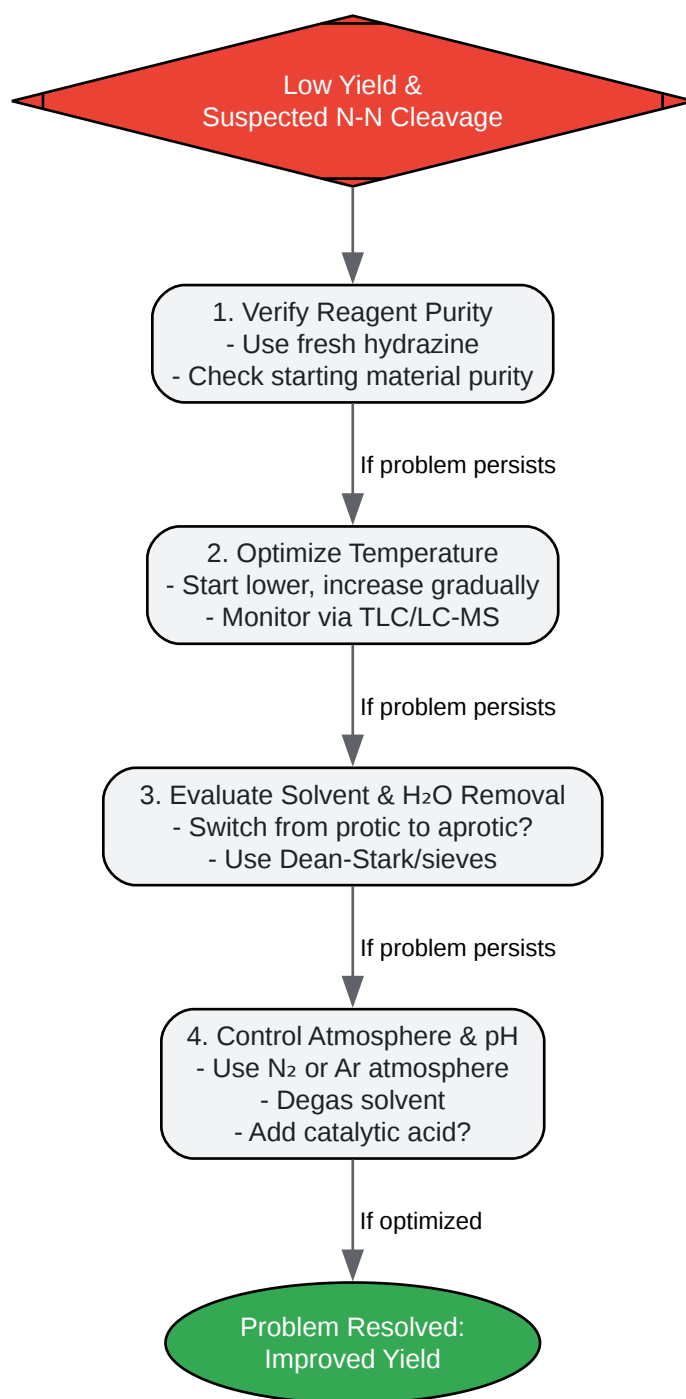 Low Yield &
Suspected N-N Cleavage
1. Verify Reagent Purity
- Use fresh hydrazine
- Check starting material purity
If problem persists
2. Optimize Temperature
- Start lower, increase gradually
- Monitor via TLC/LC-MS
If problem persists
3. Evaluate Solvent & H₂O Removal
- Switch from protic to aprotic?
- Use Dean-Stark/sieves
If problem persists
4. Control Atmosphere & pH
- Use N₂ or Ar atmosphere
- Degas solvent
- Add catalytic acid?
If optimized
Problem Resolved:
Improved Yield